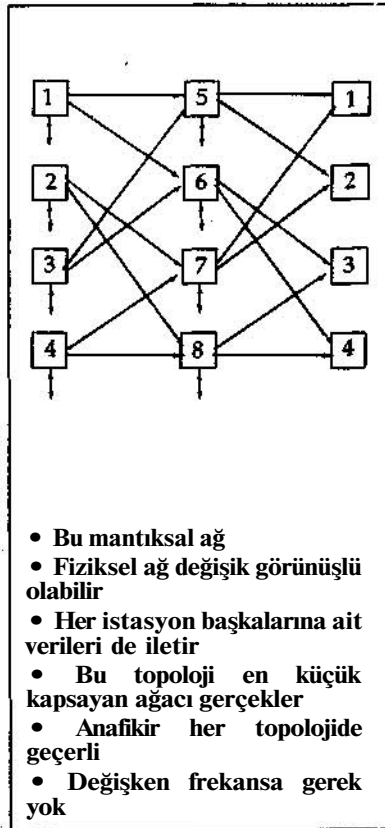 1 5 1
2 6 2
3 7 3
4 8 4
• Bu mantıksal ağ
• Fiziksel ağ değişik görünüşlü
olabilir
• Her istasyon başkalarına ait
verileri de iletir
• Bu topoloji en küçük
kapsayan ağacı gerçekler
• Anafikir her topolojide
geçerli
• Değişken frekansa gerek
yok